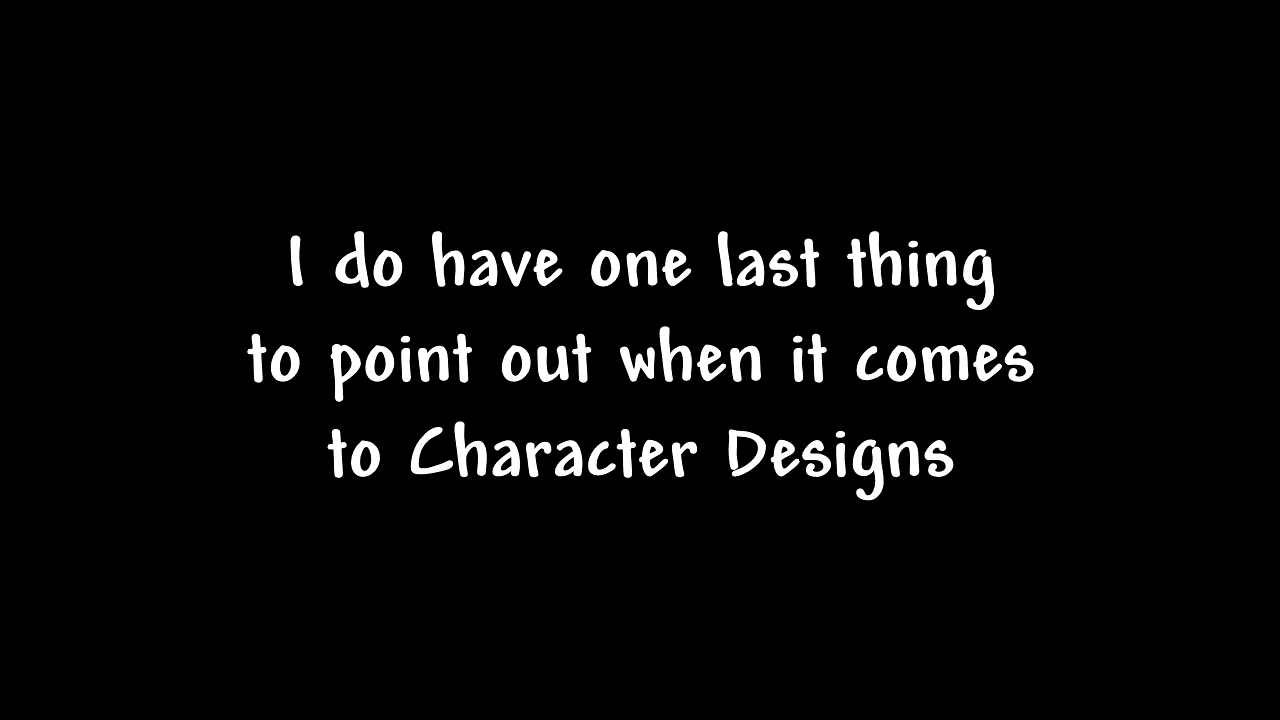 I do have one last thing
to point out when it comes
to Character Designs